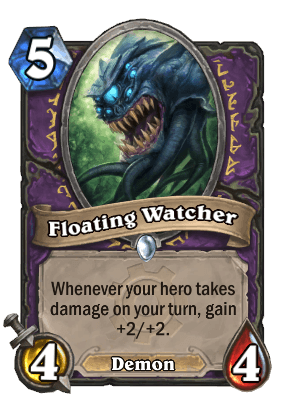 5
Floating Watcher
Whenever your hero takes
damage on your turn, gain
+2/+2.
4
Demon
4